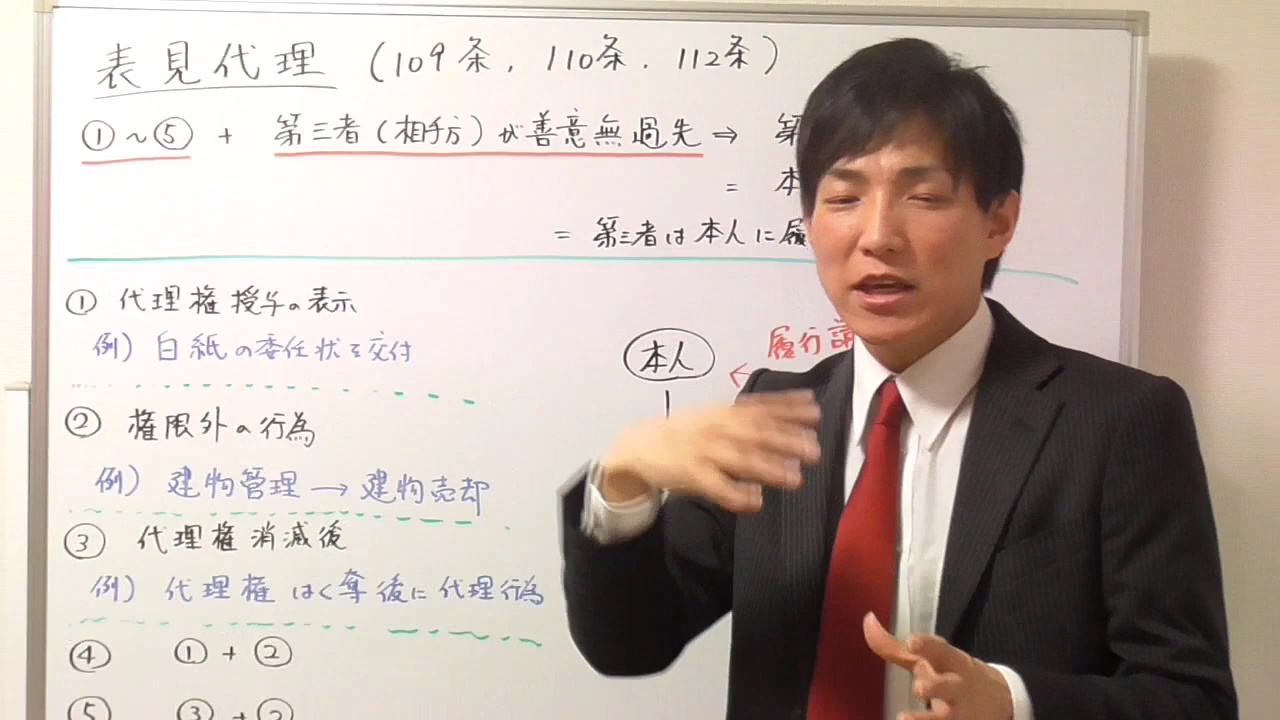 表見代理 (109条, 110条. 112条)
①~⑤ + 第三者(相手方)が善意無過失⇒ 第
= 本
= 第三者は本人に履
① 代理権授与の表示
例) 白紙の委任状を交付
② 権限外の行為
例) 建物管理→建物売却
③ 代理権消滅後
例) 代理権はく奪後に代理行為
④ ①+②
⑤ ③+②
本人
履行請